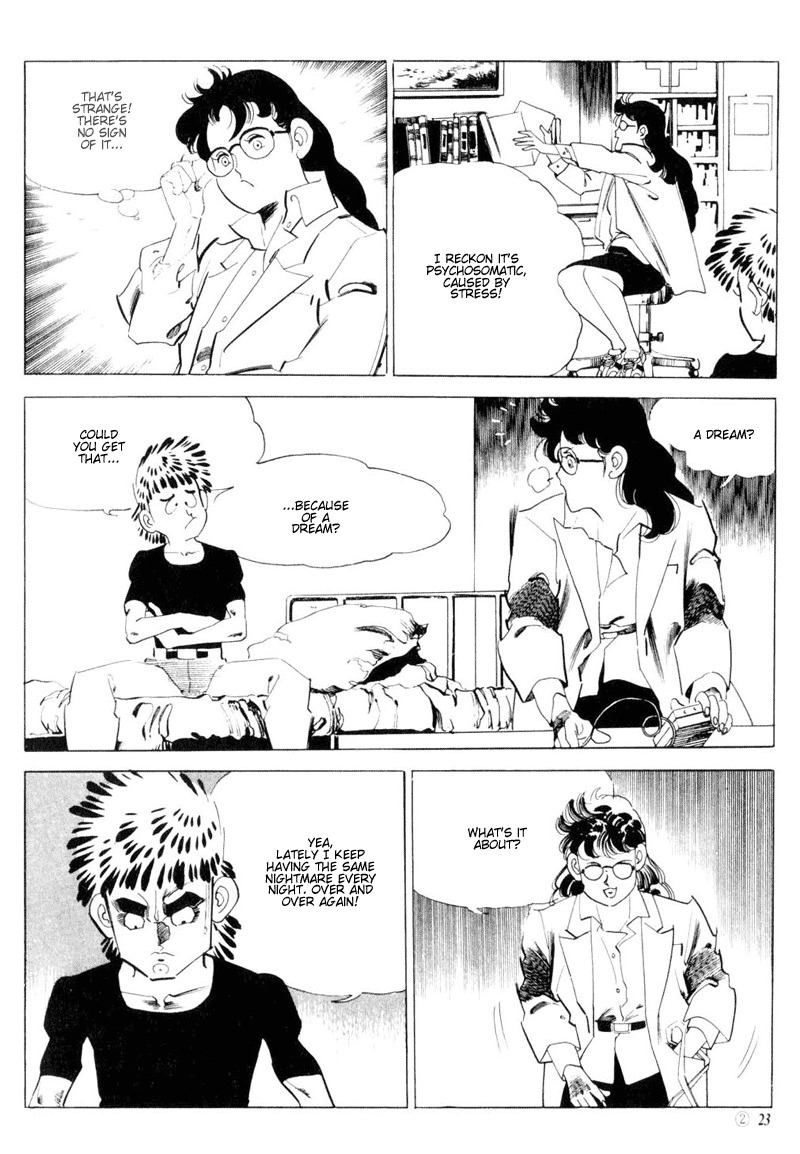 THAT'S
STRANGE!
THERE'S
NO SIGN
OF IT...
I RECKON IT'S
PSYCHOSOMATIC,
CAUSED BY
STRESS!
COULD
YOU GET
THAT...
...BECAUSE
OF A
DREAM?
A DREAM?
YEA,
LATELY I KEEP
HAVING THE SAME
NIGHTMARE EVERY
NIGHT. OVER AND
OVER AGAIN!
WHAT'S IT
ABOUT?
② 23